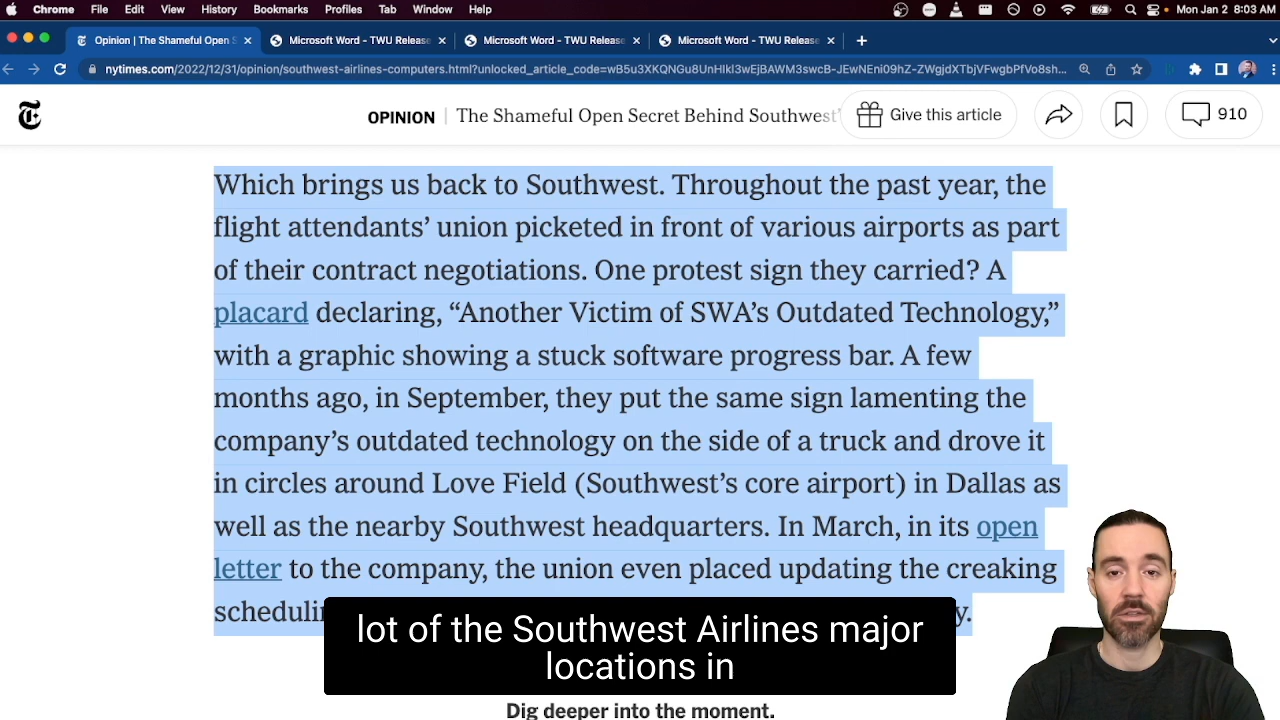 Chrome File Edit View History Bookmarks Profiles Tab Window Help Mon Jan 2 8:03 AM
Opinion | The Shameful Open S Microsoft Word - TWU Release Microsoft Word - TWU Release Microsoft Word - TWU Release
nytimes.com/2022/12/31/opinion/southwest-airlines-computers.html?unlocked_article_code=wB5u3XKQNGu8UnHIkl3wEjBAWM3swcB-JEwNEni09hZ-ZWgjdXTbjVFwgbPfVo8sh...
OPINION | The Shameful Open Secret Behind Southwest' Give this article 910
Which brings us back to Southwest. Throughout the past year, the
flight attendants’ union picketed in front of various airports as part
of their contract negotiations. One protest sign they carried? A
placard declaring, “Another Victim of SWA’s Outdated Technology,”
with a graphic showing a stuck software progress bar. A few
months ago, in September, they put the same sign lamenting the
company’s outdated technology on the side of a truck and drove it
in circles around Love Field (Southwest’s core airport) in Dallas as
well as the nearby Southwest headquarters. In March, in its open
letter to the company, the union even placed updating the creaking
lot of the Southwest Airlines major
locations in
Dig deeper into the moment.